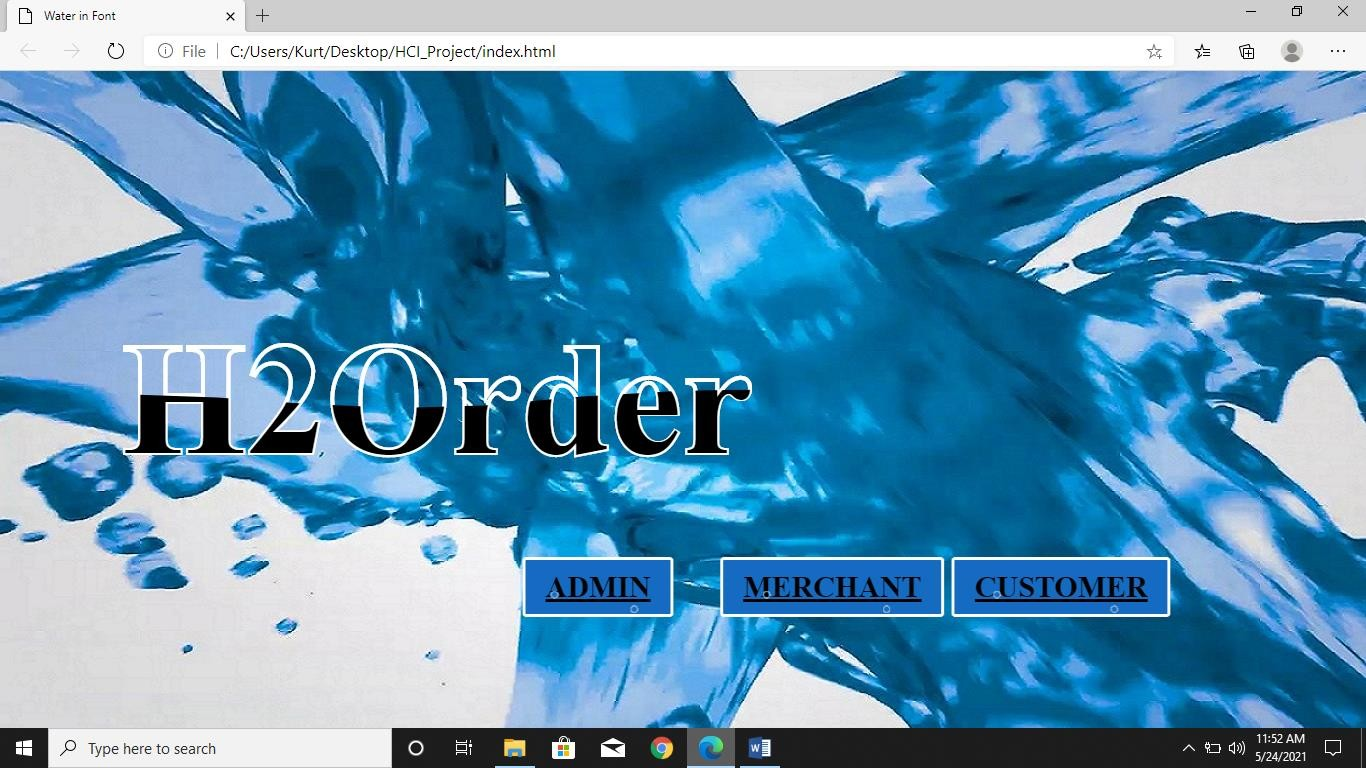 Water in Font
File
C:/Users/Kurt/Desktop/HCI_Project/index.html
H2Order
ADMIN MERCHANT CUSTOMER
Type here to search
11:52 AM
5/24/2021